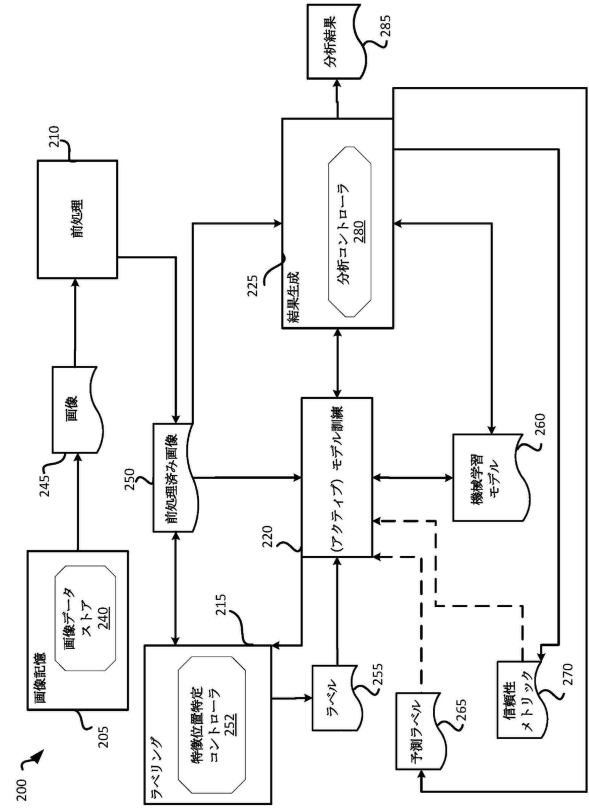 200
205
画像記憶
画像データ
ストア
240
245
画像
210
前処理
250
前処理済み画像
215
ラベリング
特徴位置特定
コントローラ
252
ラベル
255
220
(アクティブ) モデル訓練
225
結果生成
分析コントローラ
280
分析結果
285
予測ラベル
265
信頼性
メトリック
270
機械学習
モデル
260